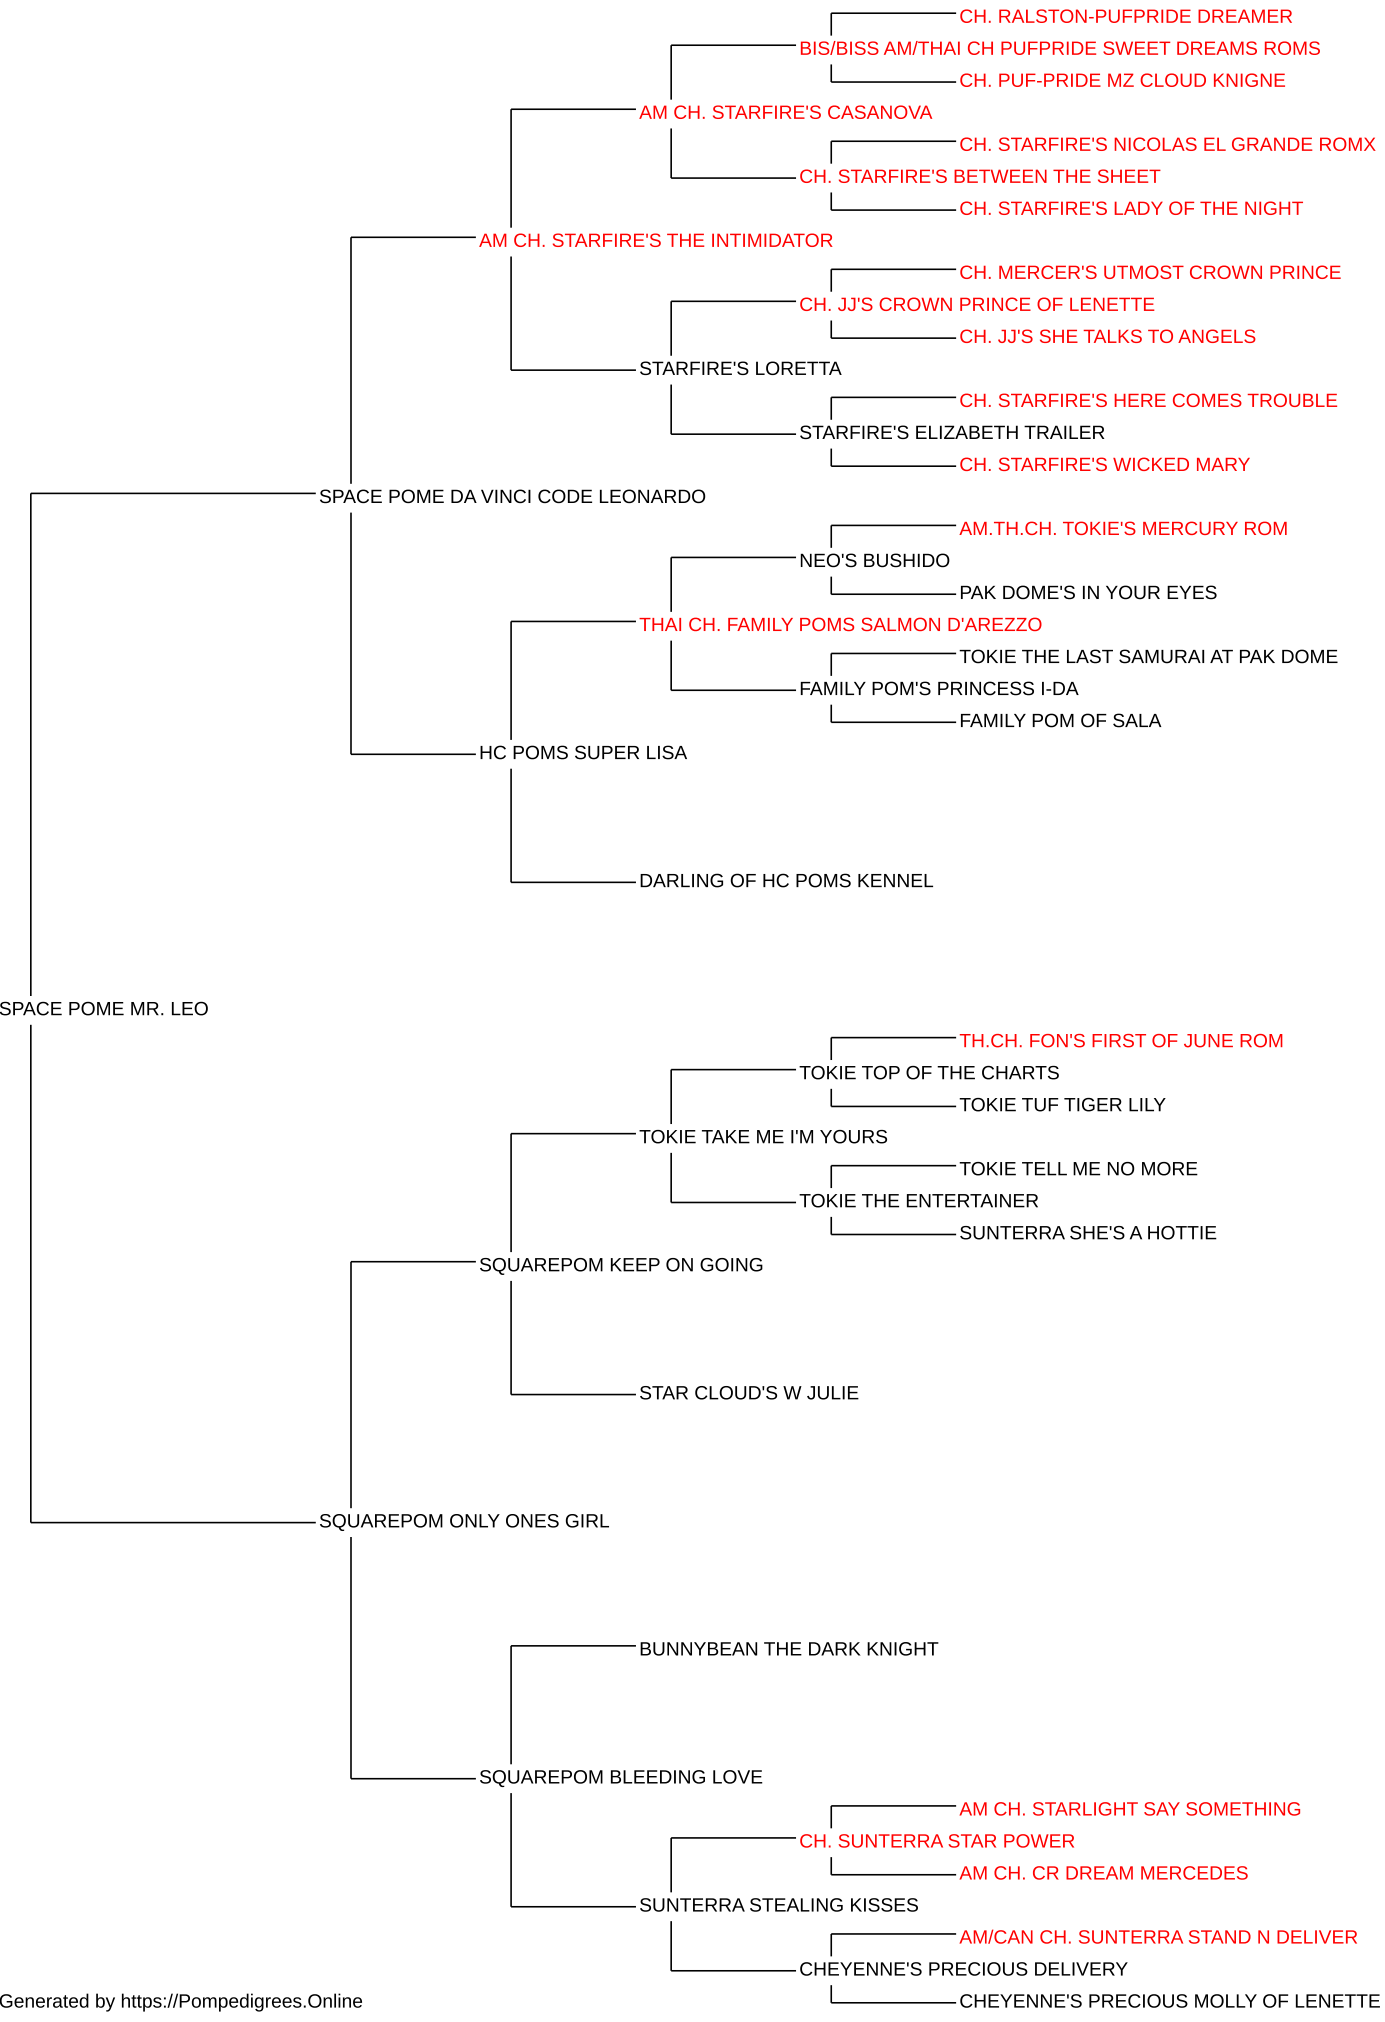 CH. RALSTON-PUFPRIDE DREAMER
BIS/BISS AM/THAI CH PUFPRIDE SWEET DREAMS ROMS
CH. PUF-PRIDE MZ CLOUD KNIGNE
AM CH. STARFIRE'S CASANOVA
CH. STARFIRE'S NICOLAS EL GRANDE ROMX
CH. STARFIRE'S BETWEEN THE SHEET
CH. STARFIRE'S LADY OF THE NIGHT
AM CH. STARFIRE'S THE INTIMIDATOR
CH. MERCER'S UTMOST CROWN PRINCE
CH. JJ'S CROWN PRINCE OF LENETTE
CH. JJ'S SHE TALKS TO ANGELS
STARFIRE'S LORETTA
CH. STARFIRE'S HERE COMES TROUBLE
STARFIRE'S ELIZABETH TRAILER
CH. STARFIRE'S WICKED MARY
SPACE POME DA VINCI CODE LEONARDO
AM.TH.CH. TOKIE'S MERCURY ROM
NEO'S BUSHIDO
PAK DOME'S IN YOUR EYES
THAI CH. FAMILY POMS SALMON D'AREZZO
TOKIE THE LAST SAMURAI AT PAK DOME
FAMILY POM'S PRINCESS I-DA
FAMILY POM OF SALA
HC POMS SUPER LISA
DARLING OF HC POMS KENNEL
SPACE POME MR. LEO
TH.CH. FON'S FIRST OF JUNE ROM
TOKIE TOP OF THE CHARTS
TOKIE TUF TIGER LILY
TOKIE TAKE ME I'M YOURS
TOKIE TELL ME NO MORE
TOKIE THE ENTERTAINER
SUNTERRA SHE'S A HOTTIE
SQUAREPOM KEEP ON GOING
STAR CLOUD'S W JULIE
SQUAREPOM ONLY ONES GIRL
BUNNYBEAN THE DARK KNIGHT
SQUAREPOM BLEEDING LOVE
AM CH. STARLIGHT SAY SOMETHING
CH. SUNTERRA STAR POWER
AM CH. CR DREAM MERCEDES
SUNTERRA STEALING KISSES
AM/CAN CH. SUNTERRA STAND N DELIVER
CHEYENNE'S PRECIOUS DELIVERY
CHEYENNE'S PRECIOUS MOLLY OF LENETTE
Generated by https://Pompedigrees.Online